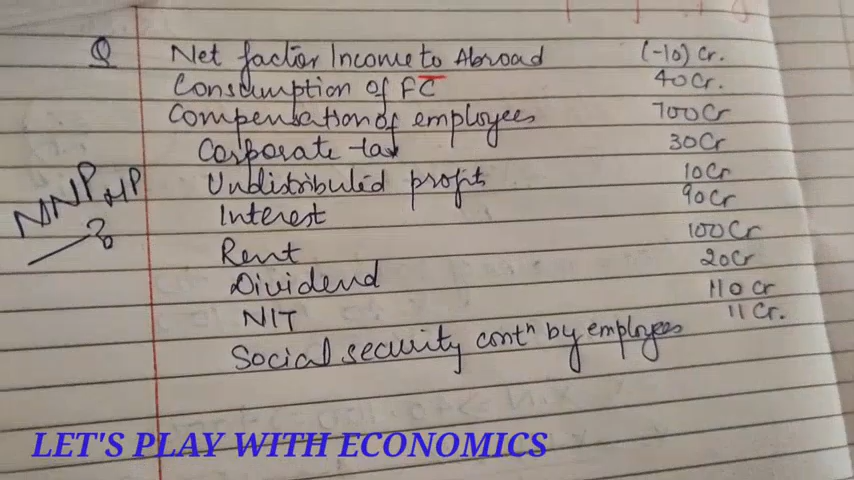 Q Net factor Income to Abroad (-10) Cr.
Consumption of FC 40 Cr.
Compensation of employees 700 Cr
Corporate tax 30 Cr
Undistributed profit 10 Cr
Interest 90 Cr
Rent 100 Cr
Dividend 20 Cr
NIT 110 Cr
Social security contn by employees 11 Cr.
NNP MP ?
LET'S PLAY WITH ECONOMICS